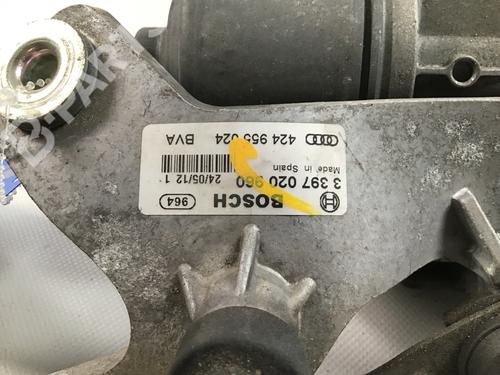 BOSCH 964
3 397 020 960 24/05/12 1
Made in Spain
424 955 024 BVA